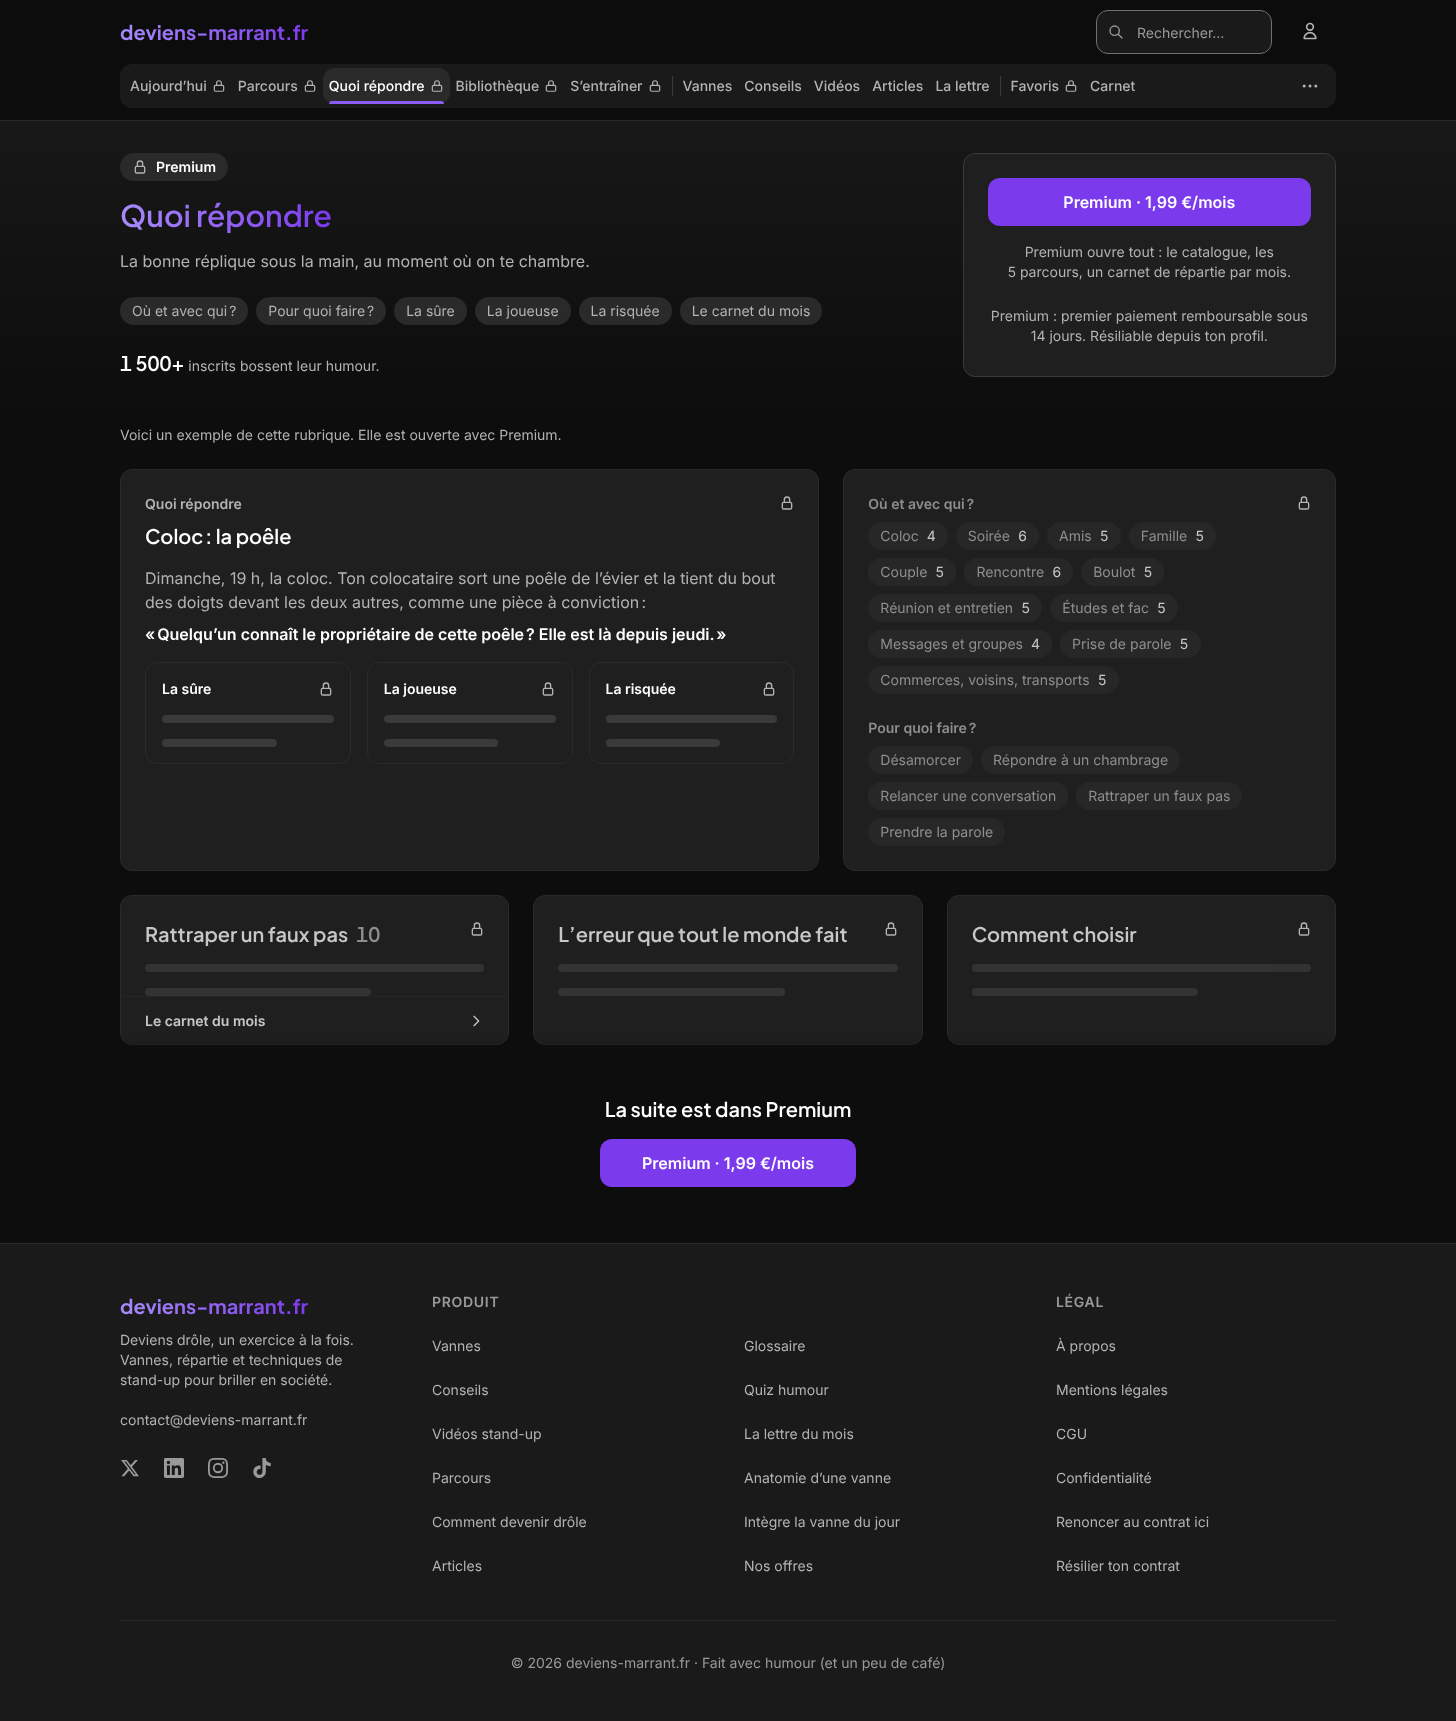 deviens-marrant.fr
Rechercher...
Aujourd’hui Parcours Quoi répondre Bibliothèque S’entraîner Vannes Conseils Vidéos Articles La lettre Favoris Carnet
Premium
Quoi répondre
La bonne réplique sous la main, au moment où on te chambre.
Où et avec qui ? Pour quoi faire ? La sûre La joueuse La risquée Le carnet du mois
1 500+ inscrits bossent leur humour.
Premium · 1,99 €/mois
Premium ouvre tout : le catalogue, les
5 parcours, un carnet de répartie par mois.
Premium : premier paiement remboursable sous
14 jours. Résiliable depuis ton profil.
Voici un exemple de cette rubrique. Elle est ouverte avec Premium.
Quoi répondre
Coloc : la poêle
Dimanche, 19 h, la coloc. Ton colocataire sort une poêle de l’évier et la tient du bout
des doigts devant les deux autres, comme une pièce à conviction :
« Quelqu’un connaît le propriétaire de cette poêle ? Elle est là depuis jeudi. »
La sûre
La joueuse
La risquée
Où et avec qui ?
Coloc 4 Soirée 6 Amis 5 Famille 5
Couple 5 Rencontre 6 Boulot 5
Réunion et entretien 5 Études et fac 5
Messages et groupes 4 Prise de parole 5
Commerces, voisins, transports 5
Pour quoi faire ?
Désamorcer Répondre à un chambrage
Relancer une conversation Rattraper un faux pas
Prendre la parole
Rattraper un faux pas 10
Le carnet du mois
L’erreur que tout le monde fait
Comment choisir
La suite est dans Premium
Premium · 1,99 €/mois
deviens-marrant.fr
Deviens drôle, un exercice à la fois.
Vannes, répartie et techniques de
stand-up pour briller en société.
contact@deviens-marrant.fr
PRODUIT
Vannes
Conseils
Vidéos stand-up
Parcours
Comment devenir drôle
Articles
Glossaire
Quiz humour
La lettre du mois
Anatomie d’une vanne
Intègre la vanne du jour
Nos offres
LÉGAL
À propos
Mentions légales
CGU
Confidentialité
Renoncer au contrat ici
Résilier ton contrat
© 2026 deviens-marrant.fr · Fait avec humour (et un peu de café)